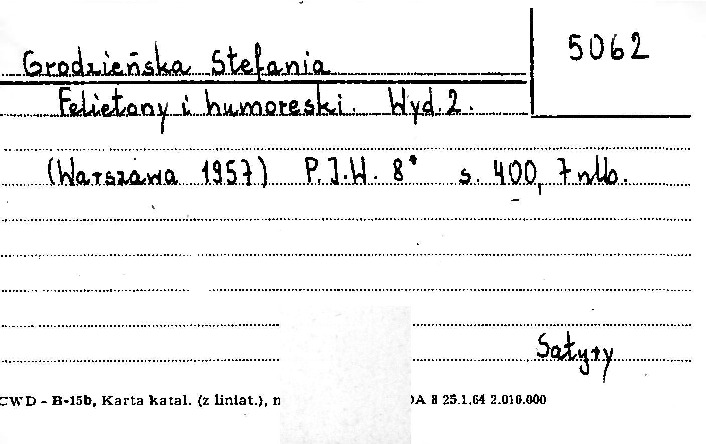 5062
Grodzieńska Stefania
Felietony i humoreski. Wyd. 2.
(Warszawa 1957) P.I.W. 8° s. 400, 7 nlb.
Satyry
CWD - B-15b, Karta katal. (z liniat.), A 8 25.1.64 2.010.000